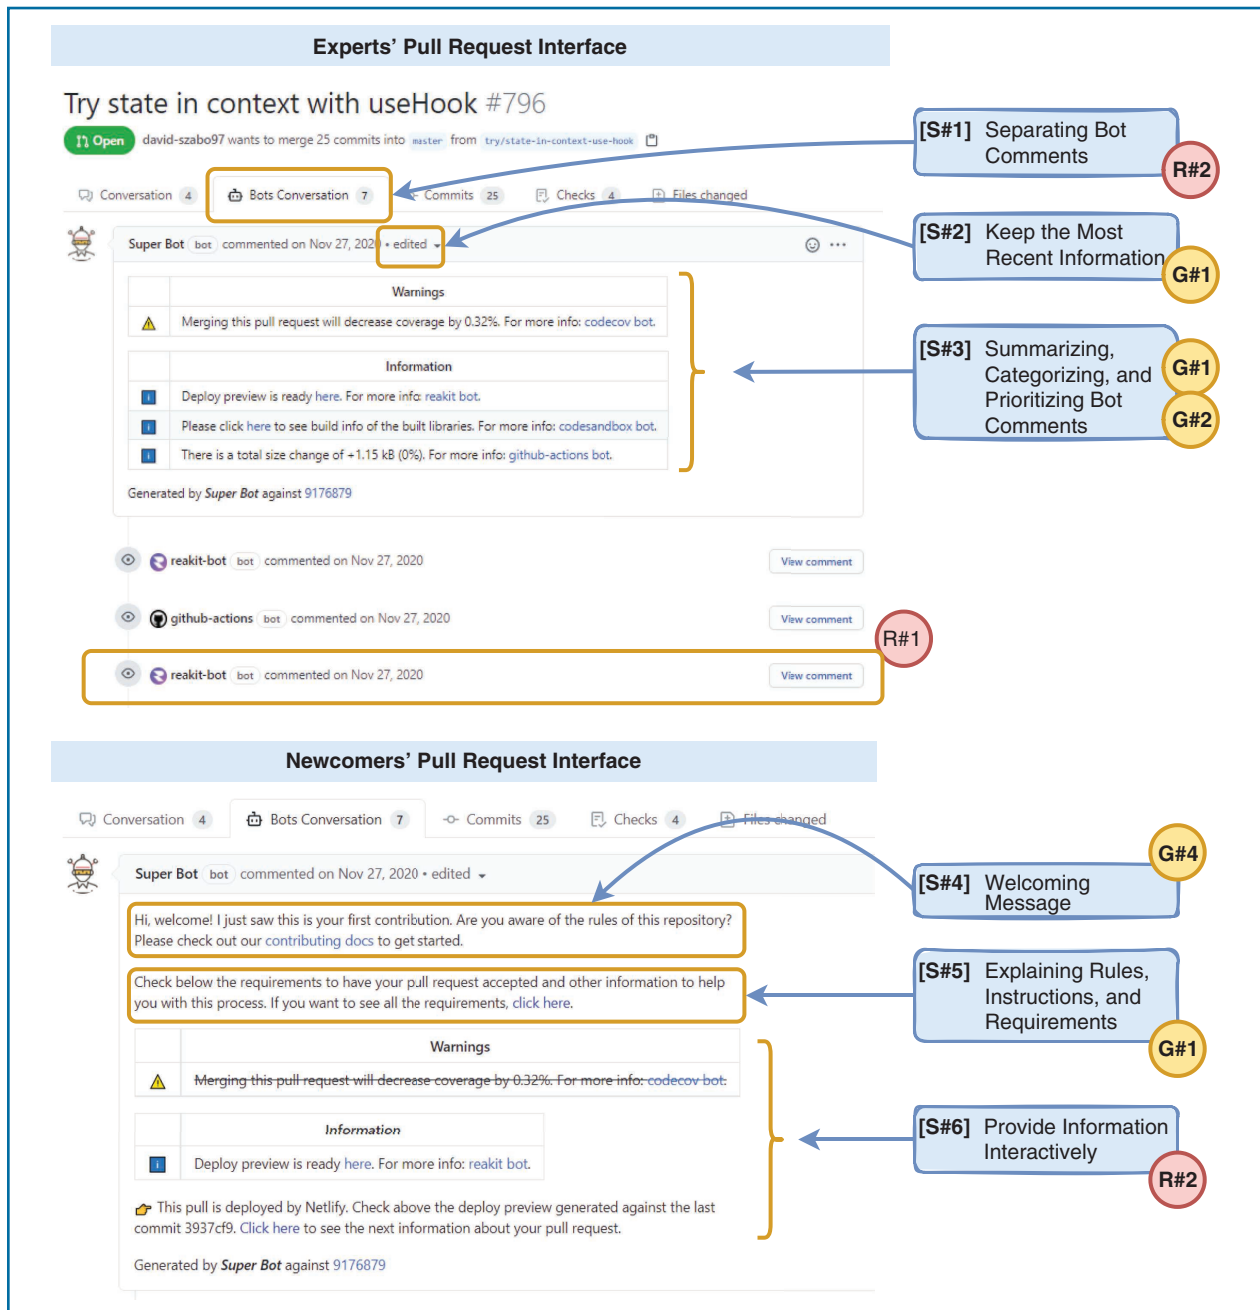 Experts' Pull Request Interface
Try state in context with useHook #796
Open david-szabo97 wants to merge 25 commits into master from try/state-in-context-use-hook
Conversation 4 Bots Conversation 7 Commits 25 Checks 4 Files changed
Super Bot bot commented on Nov 27, 2020 • edited
Warnings
Merging this pull request will decrease coverage by 0.32%. For more info: codecov bot.
Information
Deploy preview is ready here. For more info: reakit bot.
Please click here to see build info of the built libraries. For more info: codesandbox bot.
There is a total size change of +1.15 kB (0%). For more info: github-actions bot.
Generated by Super Bot against 9176879
reakit-bot bot commented on Nov 27, 2020 View comment
github-actions bot commented on Nov 27, 2020 View comment
R#1
reakit-bot bot commented on Nov 27, 2020 View comment
[S#1] Separating Bot
Comments
R#2
[S#2] Keep the Most
Recent Information
G#1
[S#3] Summarizing,
Categorizing, and
Prioritizing Bot
Comments
G#1
G#2
Newcomers' Pull Request Interface
Conversation 4 Bots Conversation 7 Commits 25 Checks 4 Files changed
Super Bot bot commented on Nov 27, 2020 • edited
Hi, welcome! I just saw this is your first contribution. Are you aware of the rules of this repository?
Please check out our contributing docs to get started.
Check below the requirements to have your pull request accepted and other information to help
you with this process. If you want to see all the requirements, click here.
Warnings
Merging this pull request will decrease coverage by 0.32%. For more info: codecov bot.
Information
Deploy preview is ready here. For more info: reakit bot.
This pull is deployed by Netlify. Check above the deploy preview generated against the last
commit 3937cf9. Click here to see the next information about your pull request.
Generated by Super Bot against 9176879
G#4
[S#4] Welcoming
Message
[S#5] Explaining Rules,
Instructions, and
Requirements
G#1
[S#6] Provide Information
Interactively
R#2